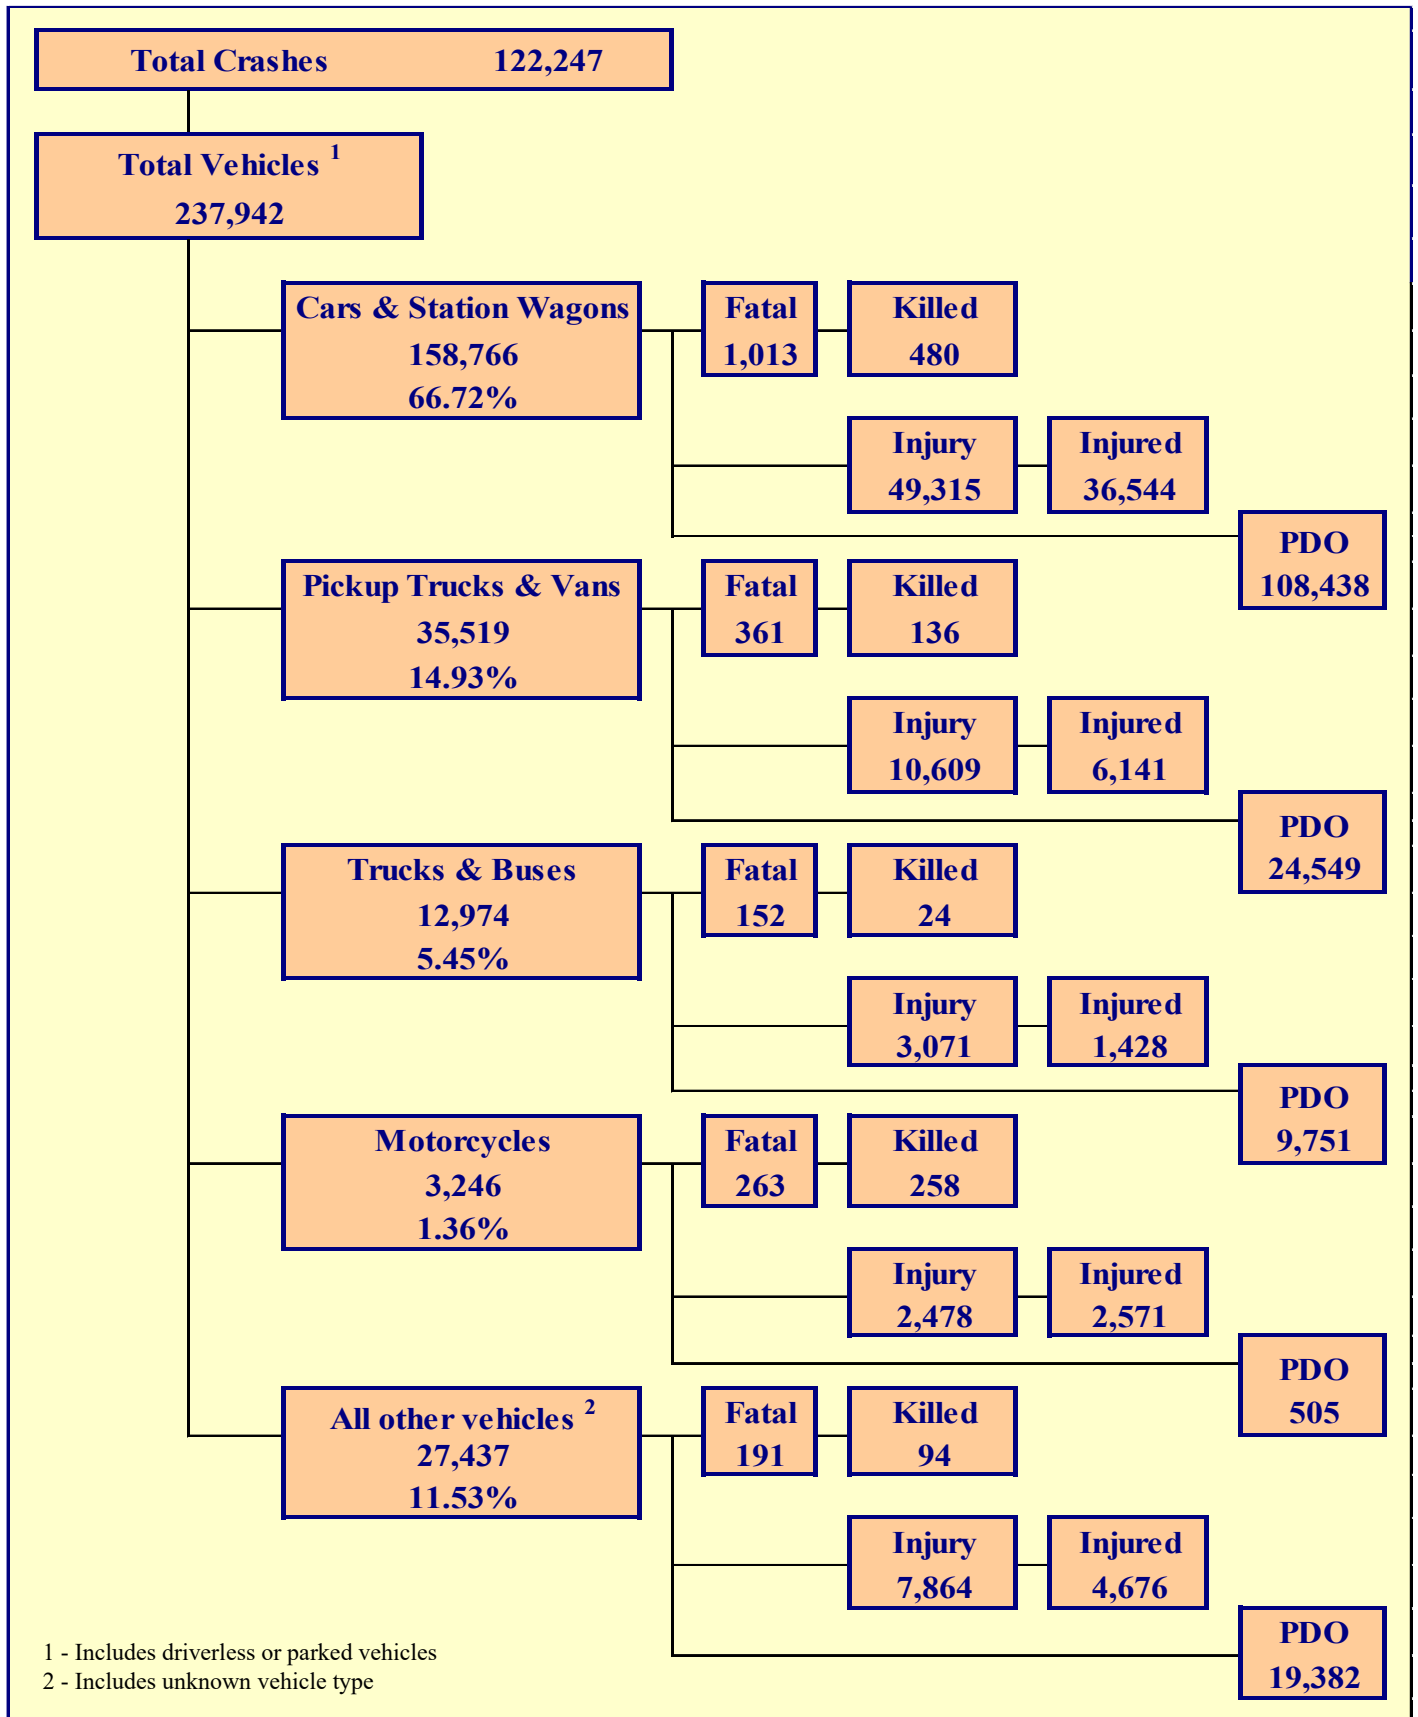 Total Crashes 122,247
Total Vehicles 1
237,942
Cars & Station Wagons
158,766
66.72%
Fatal
1,013
Killed
480
Injury
49,315
Injured
36,544
PDO
108,438
Pickup Trucks & Vans
35,519
14.93%
Fatal
361
Killed
136
Injury
10,609
Injured
6,141
PDO
24,549
Trucks & Buses
12,974
5.45%
Fatal
152
Killed
24
Injury
3,071
Injured
1,428
PDO
9,751
Motorcycles
3,246
1.36%
Fatal
263
Killed
258
Injury
2,478
Injured
2,571
PDO
505
All other vehicles 2
27,437
11.53%
Fatal
191
Killed
94
Injury
7,864
Injured
4,676
PDO
19,382
1 - Includes driverless or parked vehicles
2 - Includes unknown vehicle type